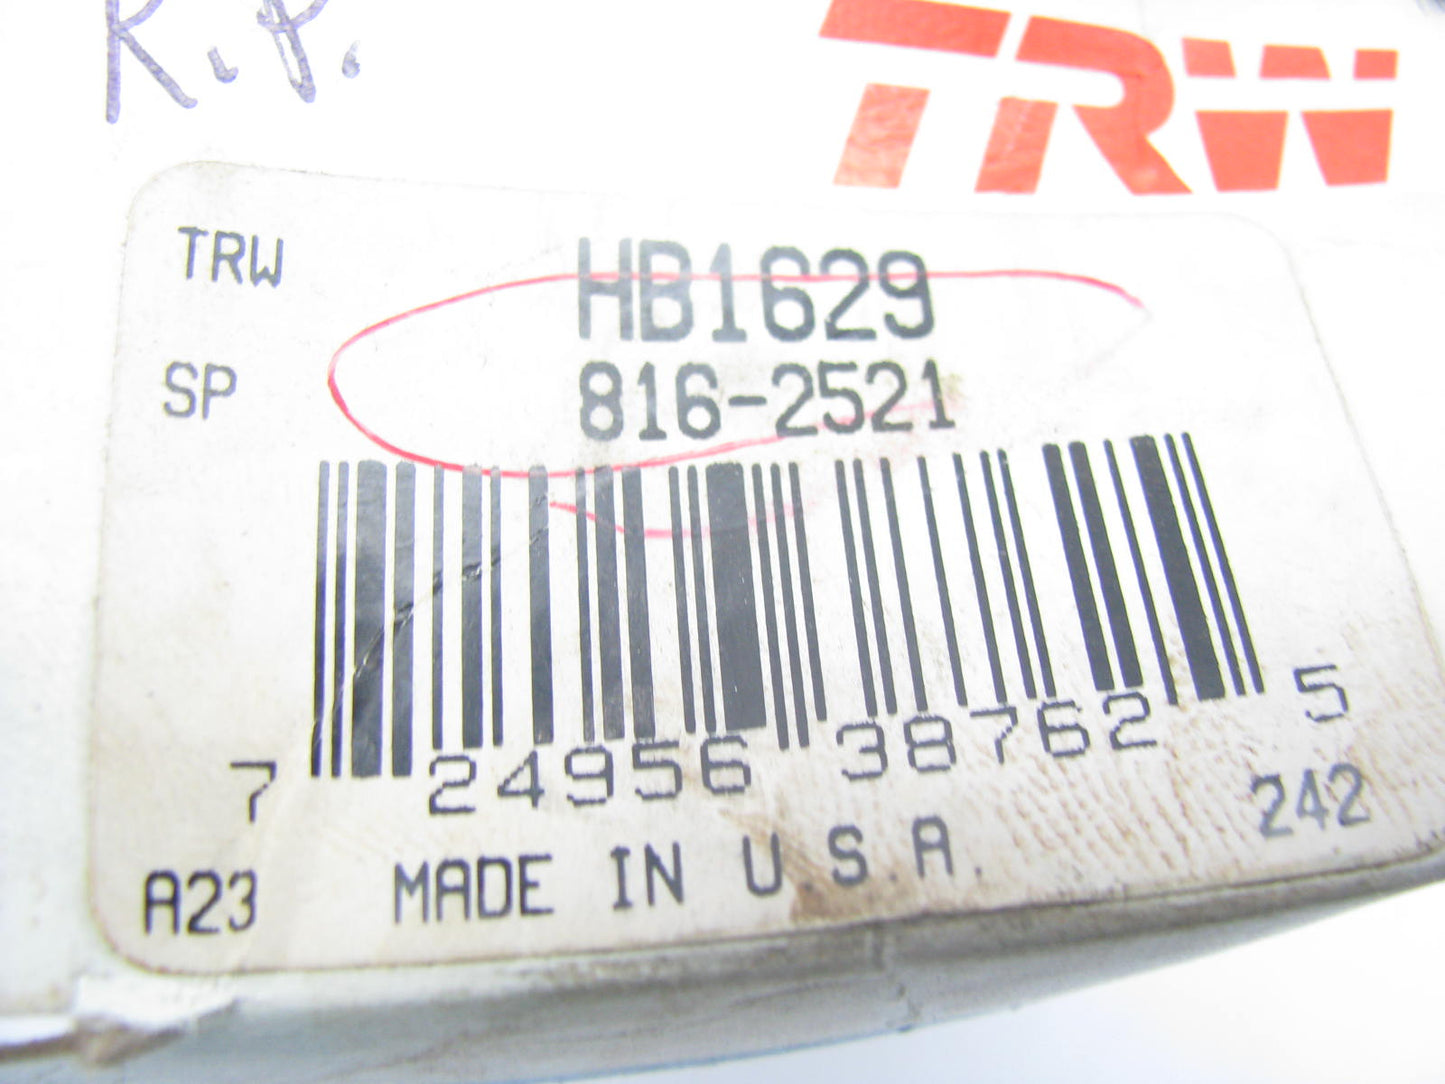 R.P.
TRW
TRW HB1629
SP 816-2521
7 24956 38762 5
A23 MADE IN U.S.A. 242